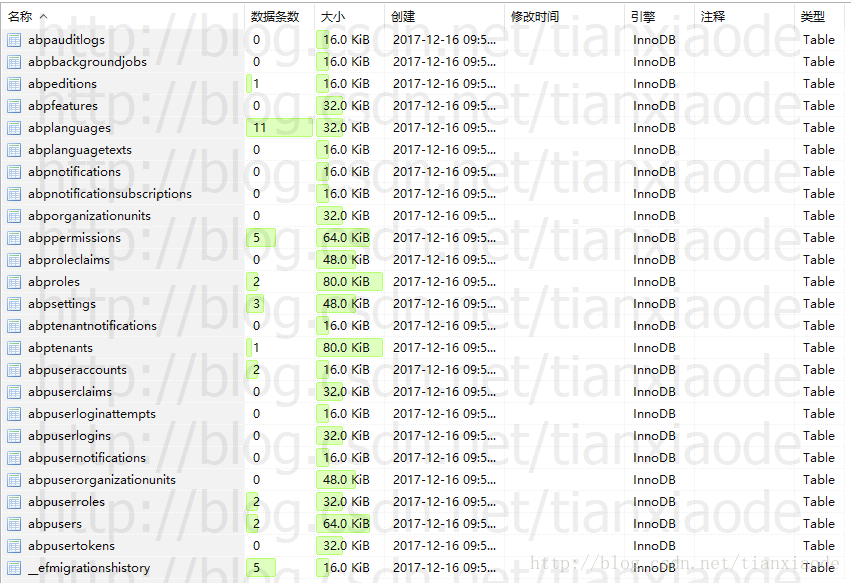 名称 数据条数 大小 创建 修改时间 引擎 注释 类型
abpauditlogs 0 16.0 KiB 2017-12-16 09:5... InnoDB Table
abpbackgroundjobs 0 16.0 KiB 2017-12-16 09:5... InnoDB Table
abpeditions 1 16.0 KiB 2017-12-16 09:5... InnoDB Table
abpfeatures 0 32.0 KiB 2017-12-16 09:5... InnoDB Table
abplanguages 11 32.0 KiB 2017-12-16 09:5... InnoDB Table
abplanguagetexts 0 16.0 KiB 2017-12-16 09:5... InnoDB Table
abpnotifications 0 16.0 KiB 2017-12-16 09:5... InnoDB Table
abpnotificationsubscriptions 0 16.0 KiB 2017-12-16 09:5... InnoDB Table
abporganizationunits 0 32.0 KiB 2017-12-16 09:5... InnoDB Table
abppermissions 5 64.0 KiB 2017-12-16 09:5... InnoDB Table
abproleclaims 0 48.0 KiB 2017-12-16 09:5... InnoDB Table
abproles 2 80.0 KiB 2017-12-16 09:5... InnoDB Table
abpsettings 3 48.0 KiB 2017-12-16 09:5... InnoDB Table
abptenantnotifications 0 16.0 KiB 2017-12-16 09:5... InnoDB Table
abptenants 1 80.0 KiB 2017-12-16 09:5... InnoDB Table
abpuseraccounts 2 16.0 KiB 2017-12-16 09:5... InnoDB Table
abpuserclaims 0 32.0 KiB 2017-12-16 09:5... InnoDB Table
abpuserloginattempts 0 16.0 KiB 2017-12-16 09:5... InnoDB Table
abpuserlogins 0 32.0 KiB 2017-12-16 09:5... InnoDB Table
abpusernotifications 0 16.0 KiB 2017-12-16 09:5... InnoDB Table
abpuserorganizationunits 0 48.0 KiB 2017-12-16 09:5... InnoDB Table
abpuserroles 2 32.0 KiB 2017-12-16 09:5... InnoDB Table
abpusers 2 64.0 KiB 2017-12-16 09:5... InnoDB Table
abpusertokens 0 32.0 KiB 2017-12-16 09:5... InnoDB Table
__efmigrationshistory 5 16.0 KiB 2017-12-16 09:5... InnoDB Table
http://blog.csdn.net/tianxiaode